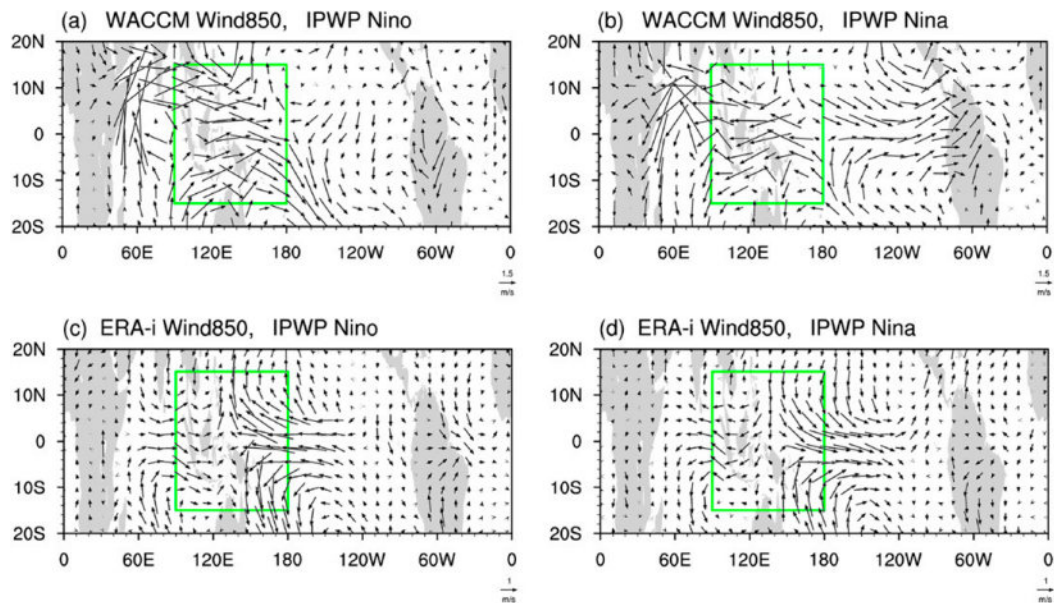 (a) WACCM Wind850, IPWP Nino
20N
10N
0
10S
20S
0 60E 120E 180 120W 60W 0
1.5
m/s
(b) WACCM Wind850, IPWP Nina
20N
10N
0
10S
20S
0 60E 120E 180 120W 60W 0
1.5
m/s
(c) ERA-i Wind850, IPWP Nino
20N
10N
0
10S
20S
0 60E 120E 180 120W 60W 0
1
m/s
(d) ERA-i Wind850, IPWP Nina
20N
10N
0
10S
20S
0 60E 120E 180 120W 60W 0
1
m/s